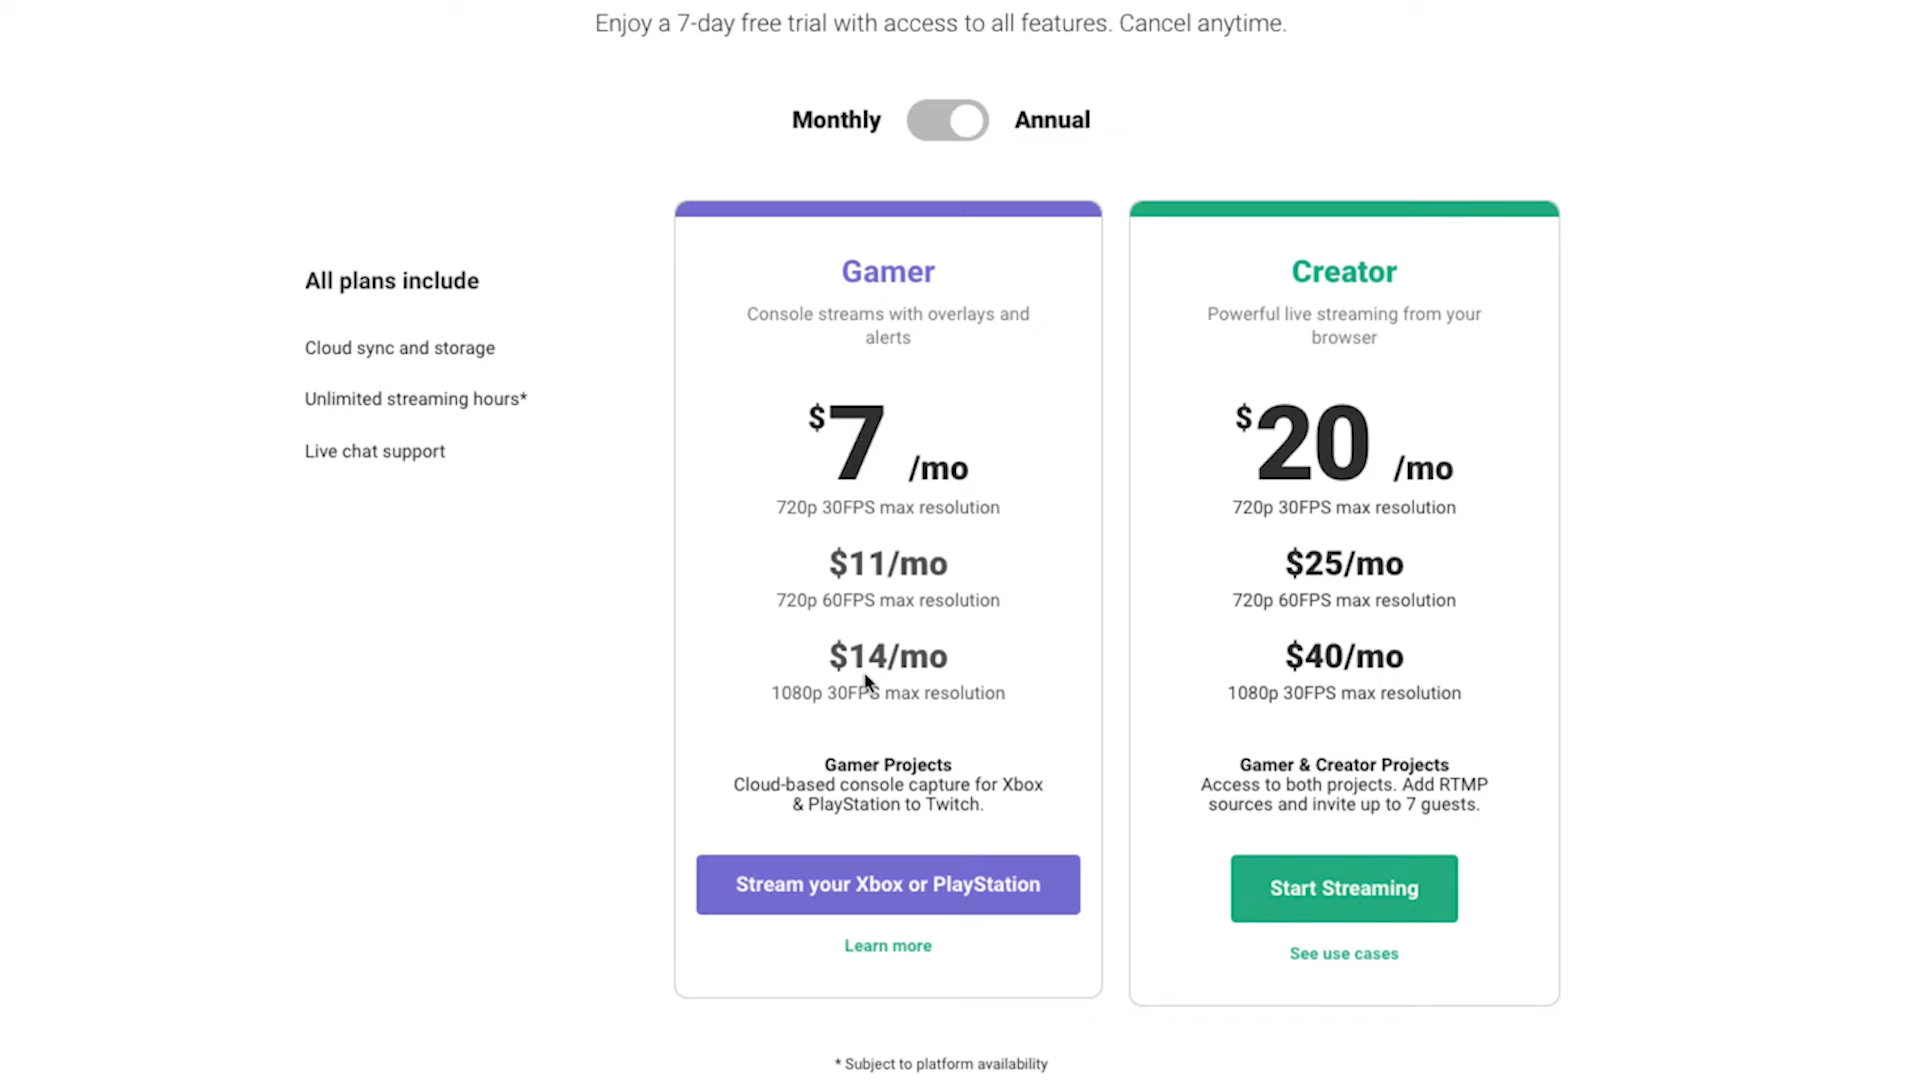 Enjoy a 7-day free trial with access to all features. Cancel anytime.
Monthly
Annual
All plans include
Cloud sync and storage
Unlimited streaming hours*
Live chat support
Gamer
Console streams with overlays and
alerts
$7 /mo
720p 30FPS max resolution
$11/mo
720p 60FPS max resolution
$14/mo
1080p 30FPS max resolution
Gamer Projects
Cloud-based console capture for Xbox
& PlayStation to Twitch.
Stream your Xbox or PlayStation
Learn more
Creator
Powerful live streaming from your
browser
$20 /mo
720p 30FPS max resolution
$25/mo
720p 60FPS max resolution
$40/mo
1080p 30FPS max resolution
Gamer & Creator Projects
Access to both projects. Add RTMP
sources and invite up to 7 guests.
Start Streaming
See use cases
* Subject to platform availability